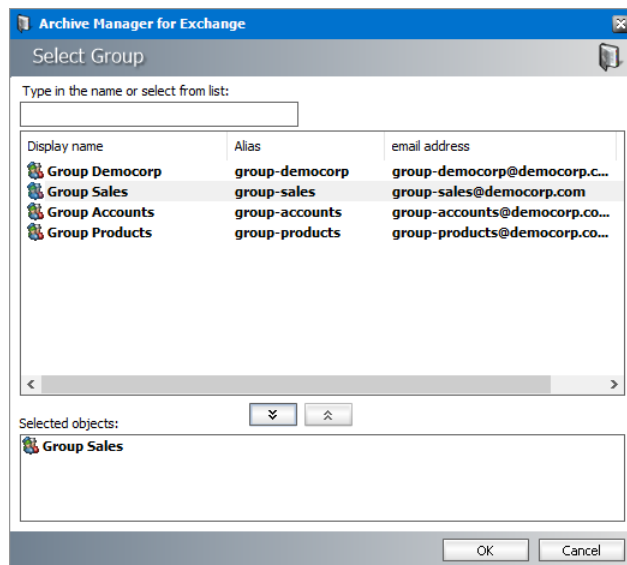 Archive Manager for Exchange
Select Group
Type in the name or select from list:
Display name Alias email address
Group Democorp group-democorp group-democorp@democorp.c...
Group Sales group-sales group-sales@democorp.com
Group Accounts group-accounts group-accounts@democorp.co...
Group Products group-products group-products@democorp.co...
Selected objects:
Group Sales
OK Cancel